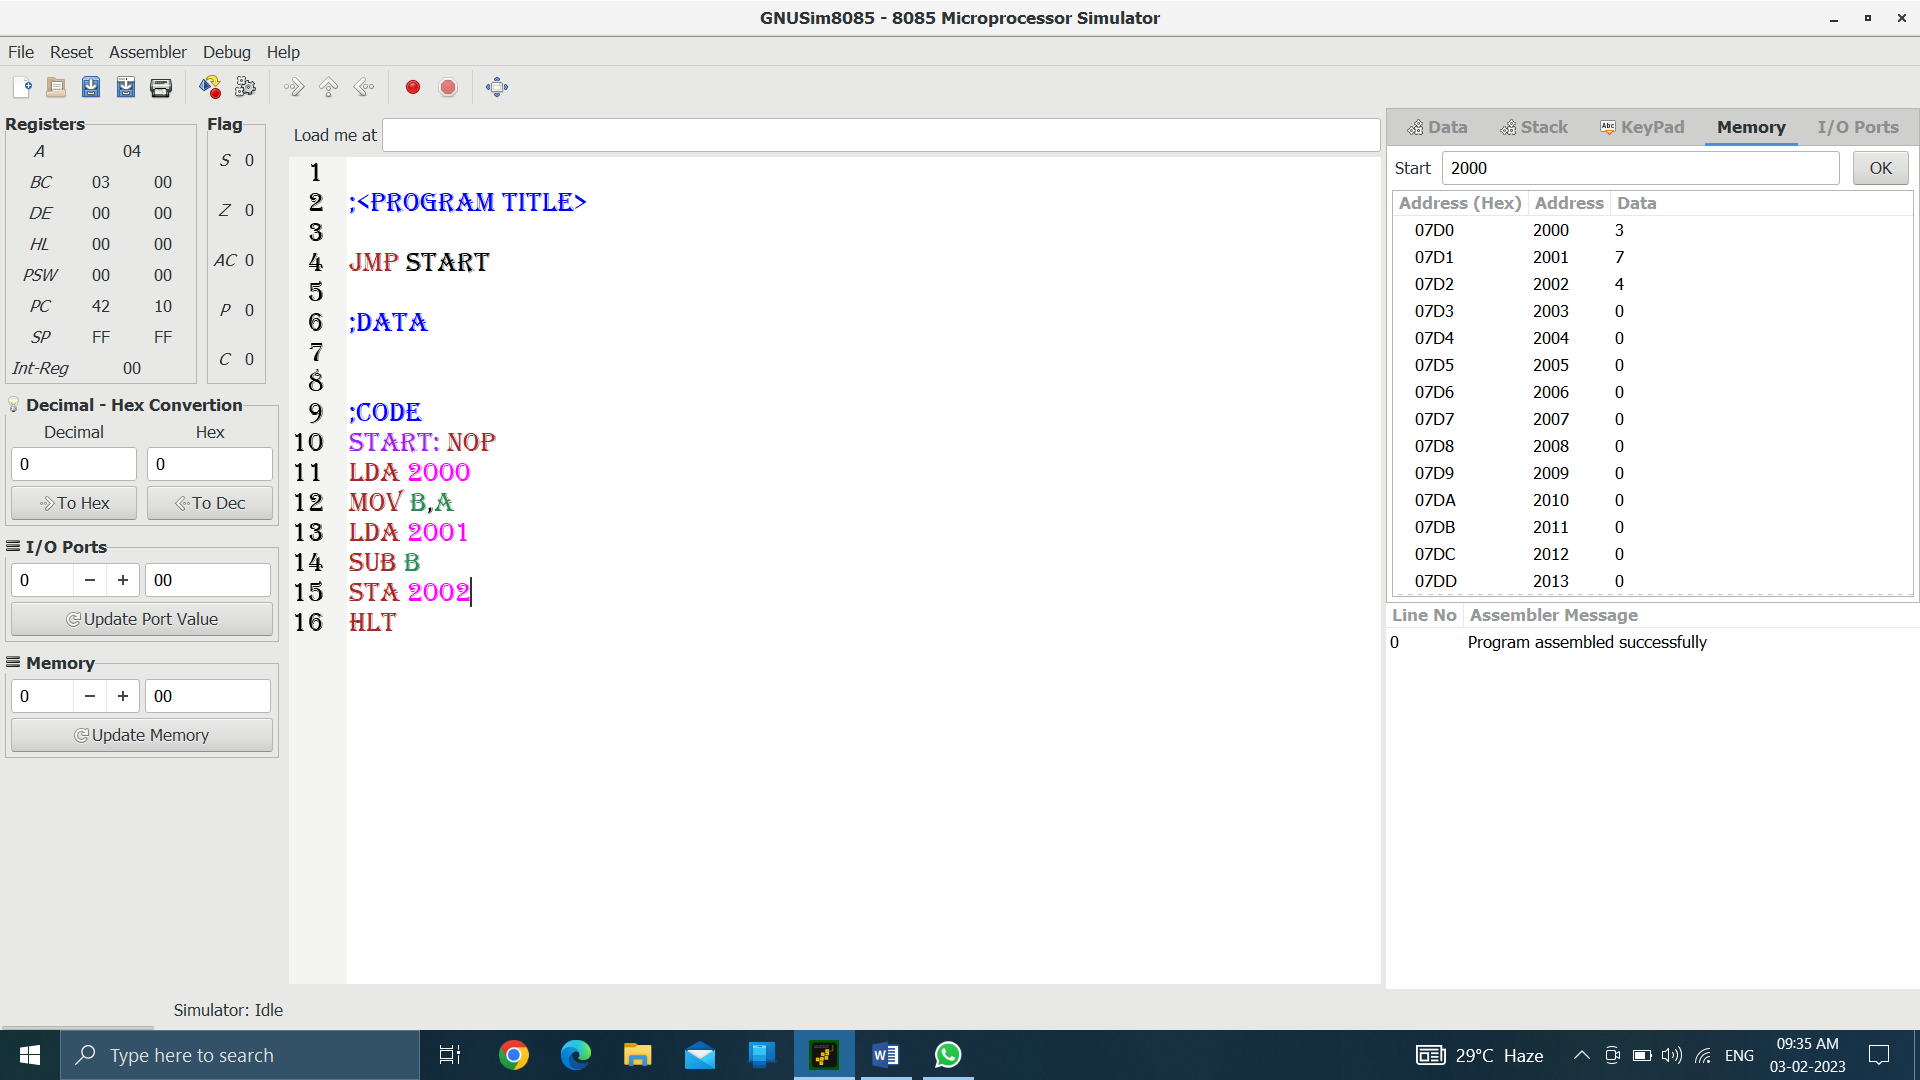 GNUSim8085 - 8085 Microprocessor Simulator
File Reset Assembler Debug Help
Registers
A 04
BC 03 00
DE 00 00
HL 00 00
PSW 00 00
PC 42 10
SP FF FF
Int-Reg 00
Flag
S 0
Z 0
AC 0
P 0
C 0
Decimal - Hex Convertion
Decimal Hex
0 0
To Hex To Dec
I/O Ports
0 − + 00
Update Port Value
Memory
0 − + 00
Update Memory
Load me at
1
2 ;<PROGRAM TITLE>
3
4 JMP START
5
6 ;DATA
7
8
9 ;CODE
10 START: NOP
11 LDA 2000
12 MOV B,A
13 LDA 2001
14 SUB B
15 STA 2002
16 HLT
Data Stack Abc KeyPad Memory I/O Ports
Start 2000 OK
Address (Hex) Address Data
07D0 2000 3
07D1 2001 7
07D2 2002 4
07D3 2003 0
07D4 2004 0
07D5 2005 0
07D6 2006 0
07D7 2007 0
07D8 2008 0
07D9 2009 0
07DA 2010 0
07DB 2011 0
07DC 2012 0
07DD 2013 0
Line No Assembler Message
0 Program assembled successfully
Simulator: Idle
Type here to search
29°C Haze
ENG
09:35 AM
03-02-2023